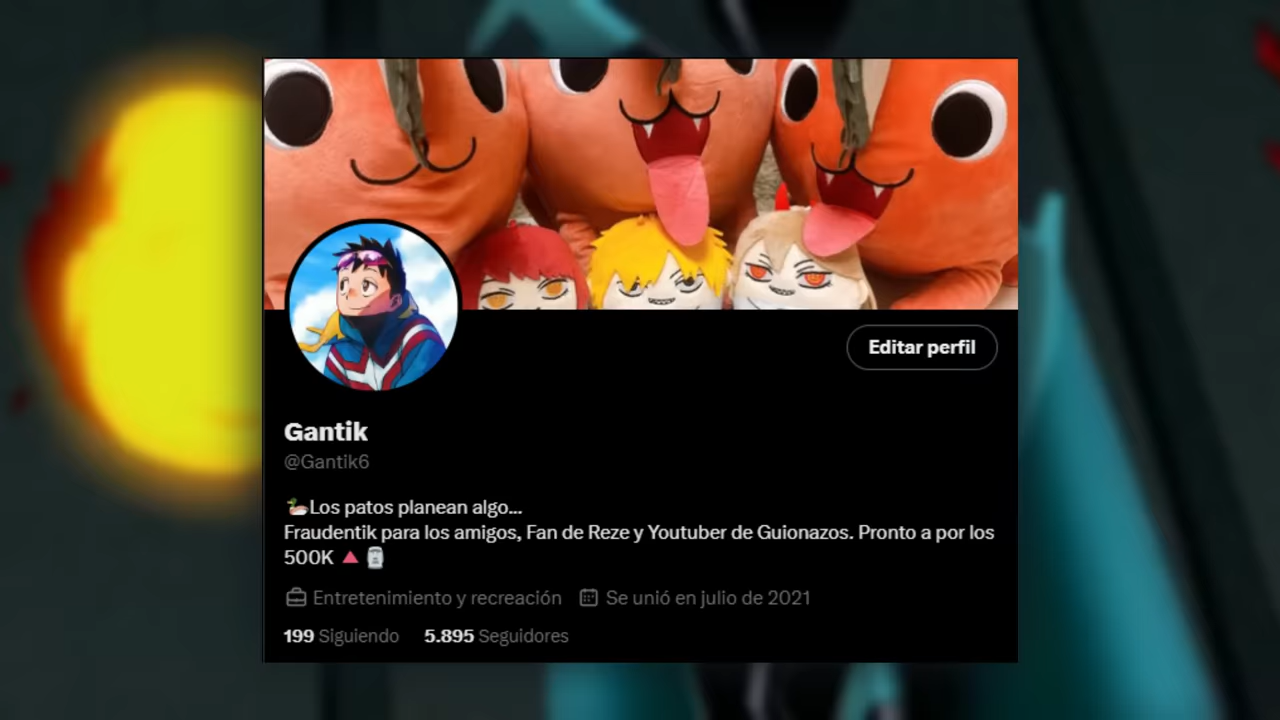 Editar perfil
Gantik
@Gantik6
🦆Los patos planean algo...
Fraudentik para los amigos, Fan de Reze y Youtuber de Guionazos. Pronto a por los
500K 🔺🗿
Entretenimiento y recreación Se unió en julio de 2021
199 Siguiendo 5.895 Seguidores